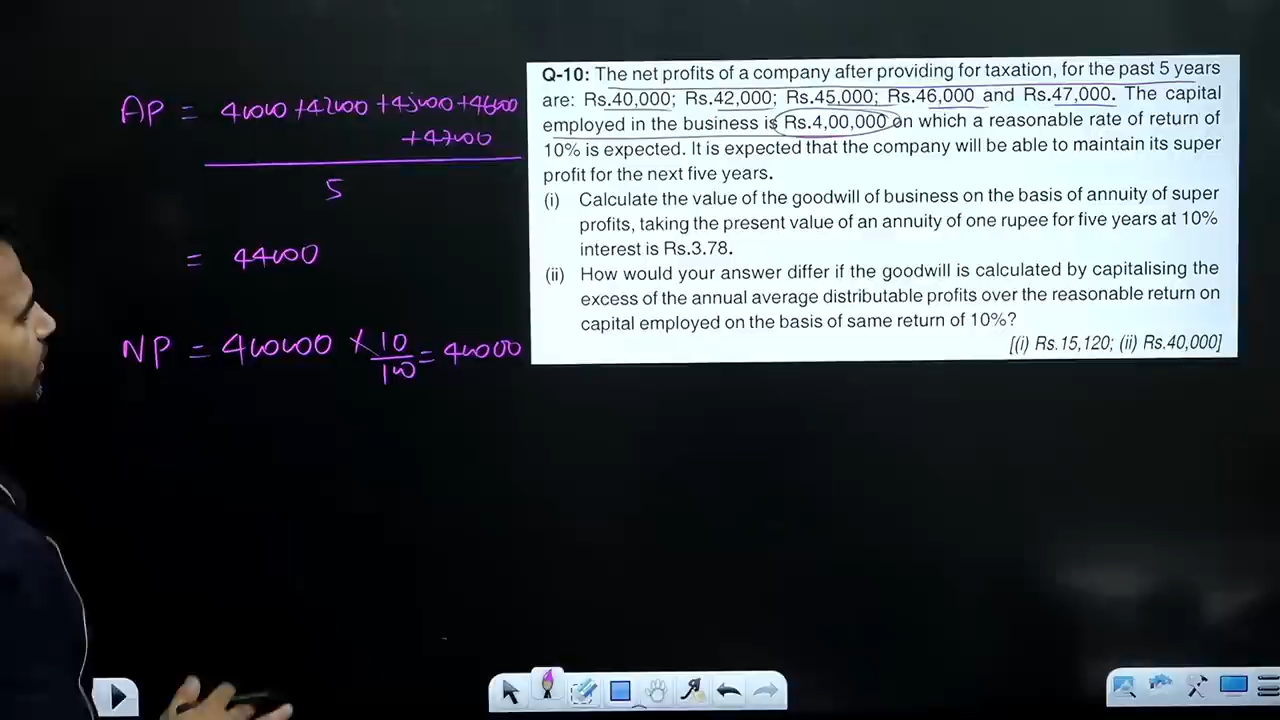 AP = 40000 + 42000 + 45000 + 46000
+ 47000
5
= 44000
NP = 400000 × 10/100 = 40000
Q-10: The net profits of a company after providing for taxation, for the past 5 years
are: Rs.40,000; Rs.42,000; Rs.45,000; Rs.46,000 and Rs.47,000. The capital
employed in the business is Rs.4,00,000 on which a reasonable rate of return of
10% is expected. It is expected that the company will be able to maintain its super
profit for the next five years.
(i) Calculate the value of the goodwill of business on the basis of annuity of super
profits, taking the present value of an annuity of one rupee for five years at 10%
interest is Rs.3.78.
(ii) How would your answer differ if the goodwill is calculated by capitalising the
excess of the annual average distributable profits over the reasonable return on
capital employed on the basis of same return of 10%?
[(i) Rs.15,120; (ii) Rs.40,000]